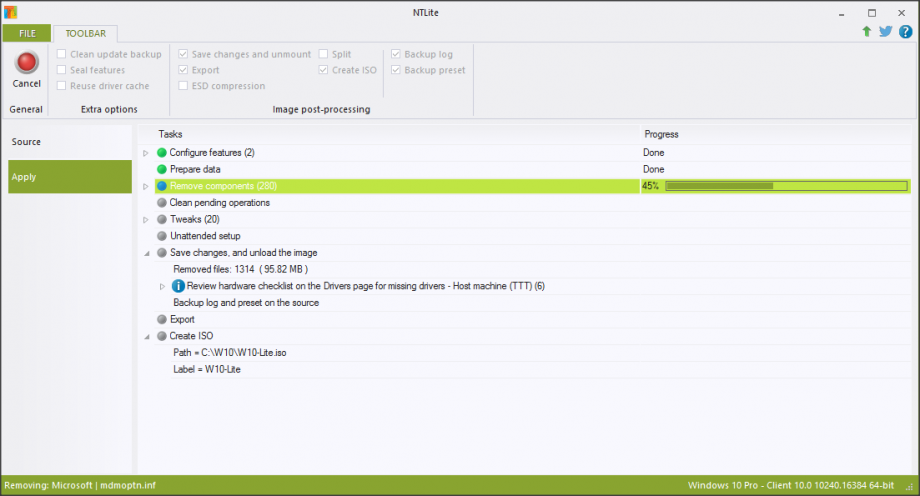 NTLite
FILE TOOLBAR
Clean update backup Save changes and unmount Split Backup log
Seal features Export Create ISO Backup preset
Cancel Reuse driver cache ESD compression
General Extra options Image post-processing
Source
Apply
Tasks Progress
Configure features (2) Done
Prepare data Done
Remove components (280) 45%
Clean pending operations
Tweaks (20)
Unattended setup
Save changes, and unload the image
Removed files: 1314 ( 95.82 MB )
Review hardware checklist on the Drivers page for missing drivers - Host machine (TTT) (6)
Backup log and preset on the source
Export
Create ISO
Path = C:\W10\W10-Lite.iso
Label = W10-Lite
Removing: Microsoft | mdmoptn.inf Windows 10 Pro - Client 10.0 10240.16384 64-bit